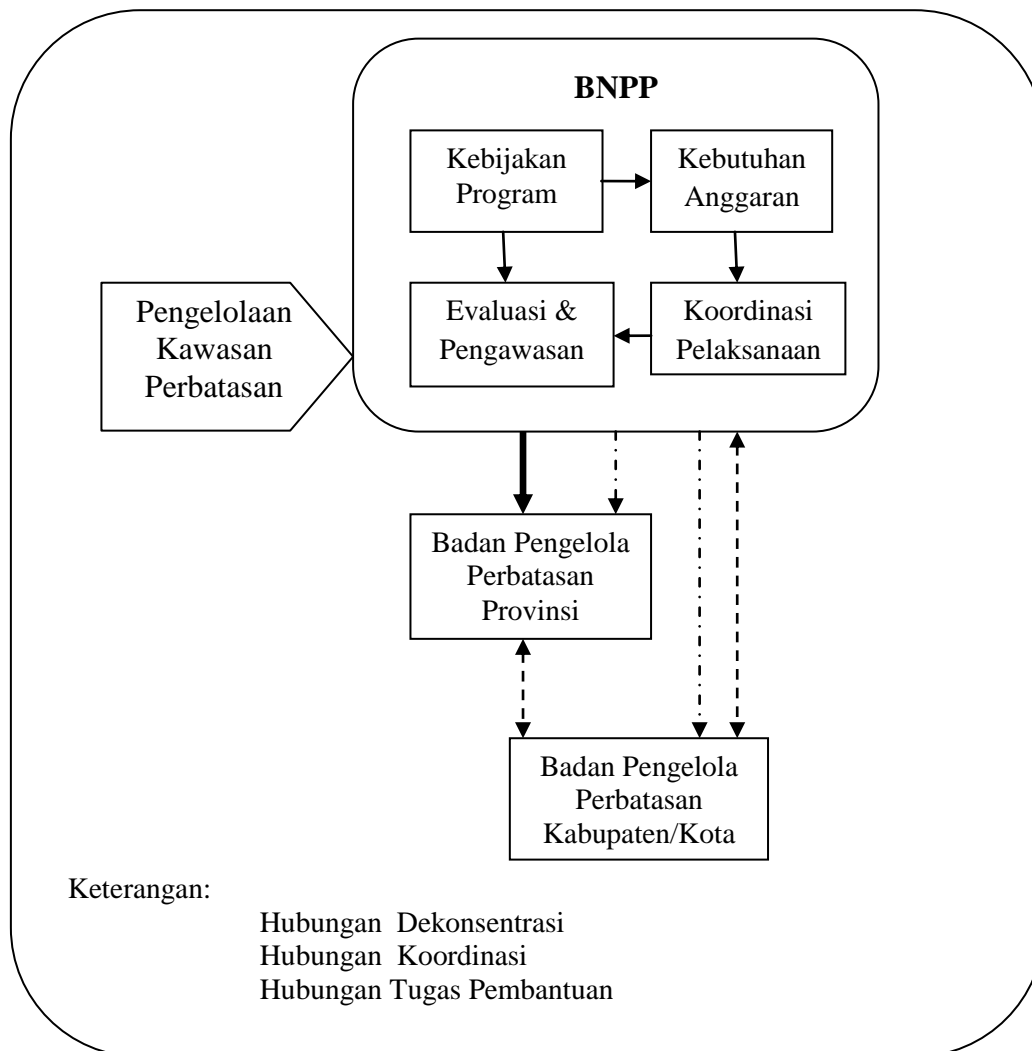 BNPP
Kebijakan
Program
Kebutuhan
Anggaran
Evaluasi &
Pengawasan
Koordinasi
Pelaksanaan
Pengelolaan
Kawasan
Perbatasan
Badan Pengelola
Perbatasan
Provinsi
Badan Pengelola
Perbatasan
Kabupaten/Kota
Keterangan:
Hubungan Dekonsentrasi
Hubungan Koordinasi
Hubungan Tugas Pembantuan